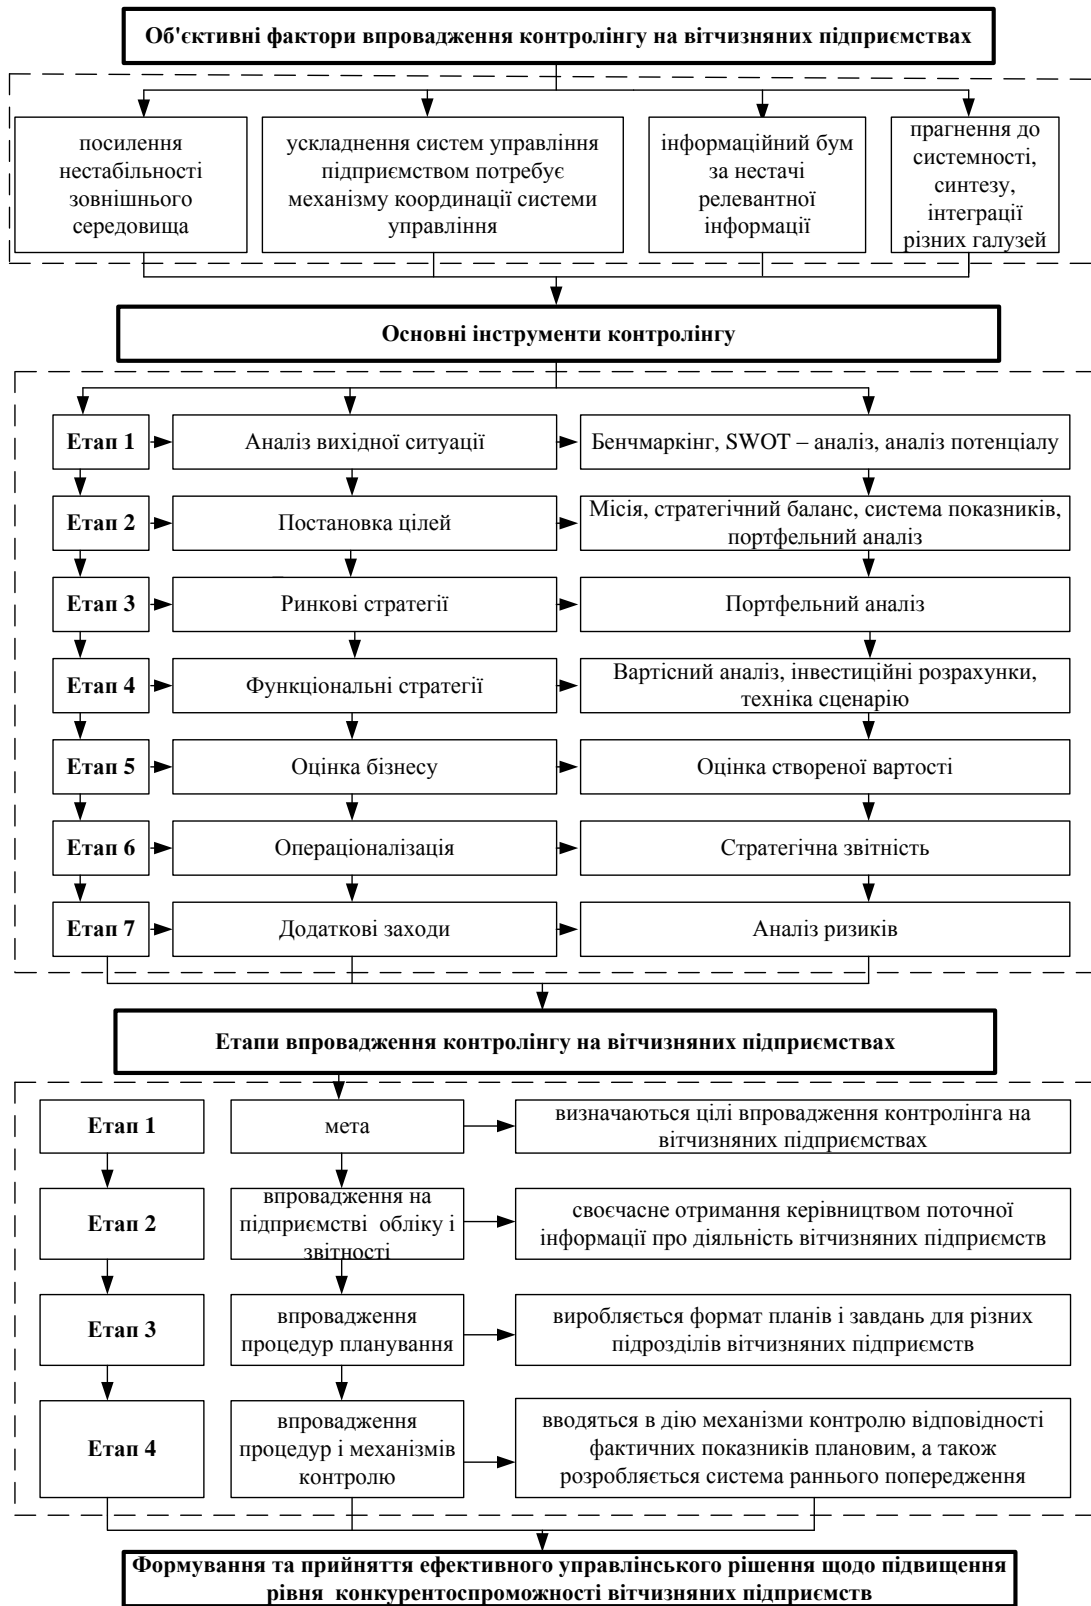 Об'єктивні фактори впровадження контролінгу на вітчизняних підприємствах
посилення
нестабільності
зовнішнього
середовища
ускладнення систем управління
підприємством потребує
механізму координації системи
управління
інформаційний бум
за нестачі
релевантної
інформації
прагнення до
системності,
синтезу,
інтеграції
різних галузей
Основні інструменти контролінгу
Етап 1
Аналіз вихідної ситуації
Бенчмаркінг, SWOT – аналіз, аналіз потенціалу
Етап 2
Постановка цілей
Місія, стратегічний баланс, система показників,
портфельний аналіз
Етап 3
Ринкові стратегії
Портфельний аналіз
Етап 4
Функціональні стратегії
Вартісний аналіз, інвестиційні розрахунки,
техніка сценарію
Етап 5
Оцінка бізнесу
Оцінка створеної вартості
Етап 6
Операціоналізація
Стратегічна звітність
Етап 7
Додаткові заходи
Аналіз ризиків
Етапи впровадження контролінгу на вітчизняних підприємствах
Етап 1
мета
визначаються цілі впровадження контролінга на
вітчизняних підприємствах
Етап 2
впровадження на
підприємстві обліку і
звітності
своєчасне отримання керівництвом поточної
інформації про діяльність вітчизняних підприємств
Етап 3
впровадження
процедур планування
виробляється формат планів і завдань для різних
підрозділів вітчизняних підприємств
Етап 4
впровадження
процедур і механізмів
контролю
вводяться в дію механізми контролю відповідності
фактичних показників плановим, а також
розробляється система раннього попередження
Формування та прийняття ефективного управлінського рішення щодо підвищення
рівня конкурентоспроможності вітчизняних підприємств